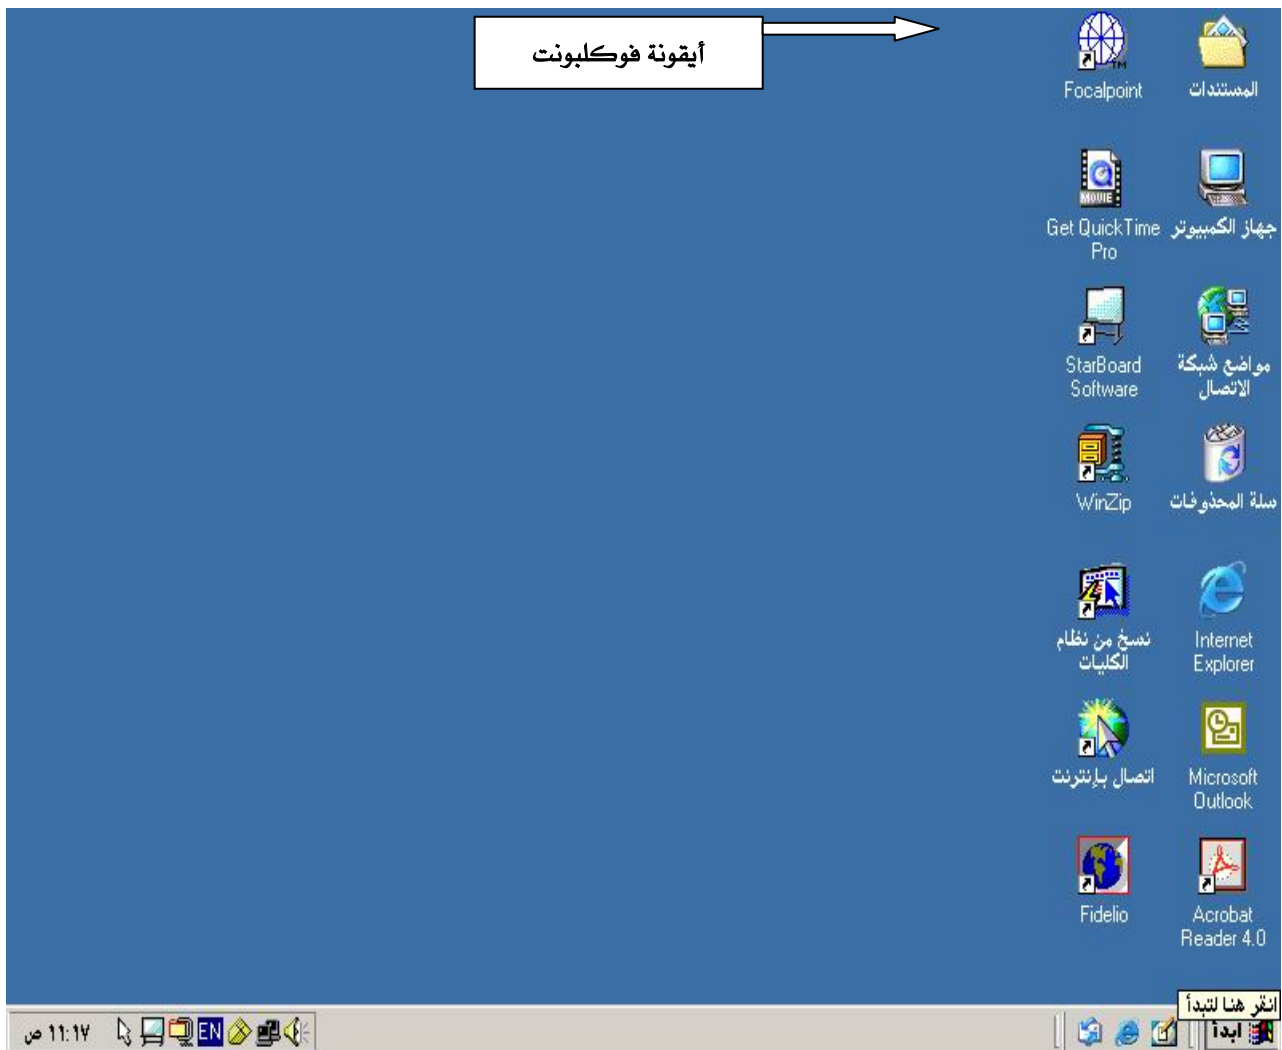 أيقونة فوكلبونت
المستندات
Focalpoint
TM
جهاز الكمبيوتر
MOVIE
Get QuickTime
Pro
مواضع شبكة
الاتصال
StarBoard
Software
سلة المحذوفات
WinZip
Internet
Explorer
نسخ من نظام
الكليات
Microsoft
Outlook
اتصال بإنترنت
Acrobat
Reader 4.0
Fidelio
انقر هنا لتبدأ
ابدأ
EN
١١:١٧ ص